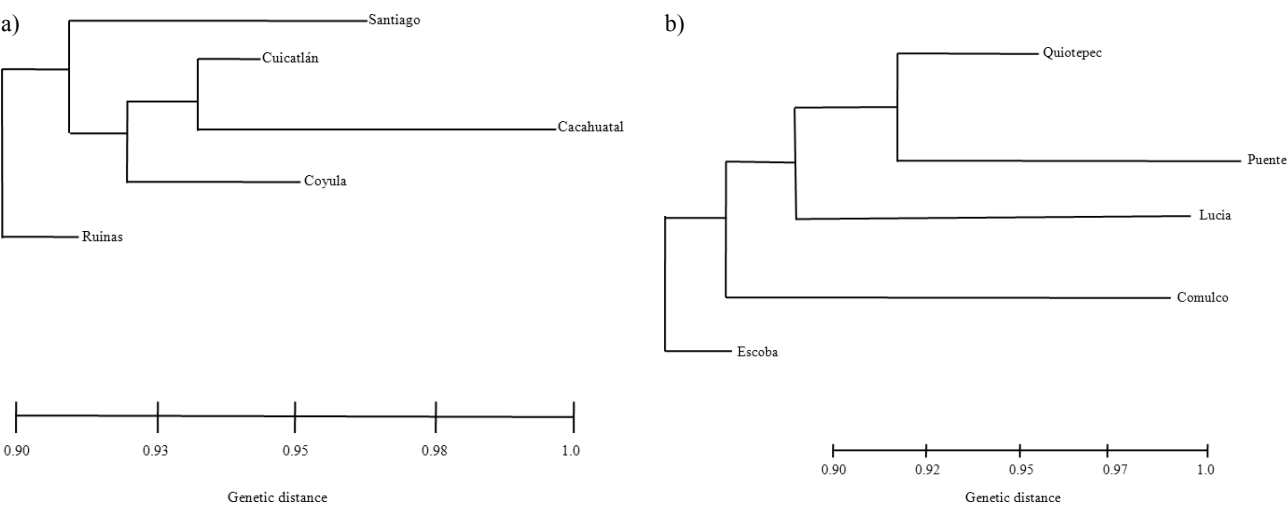 a)
Santiago
Cuicatlán
Cacahuatal
Coyula
Ruinas
0.90 0.93 0.95 0.98 1.0
Genetic distance
b)
Quiotepec
Puente
Lucia
Comulco
Escoba
0.90 0.92 0.95 0.97 1.0
Genetic distance